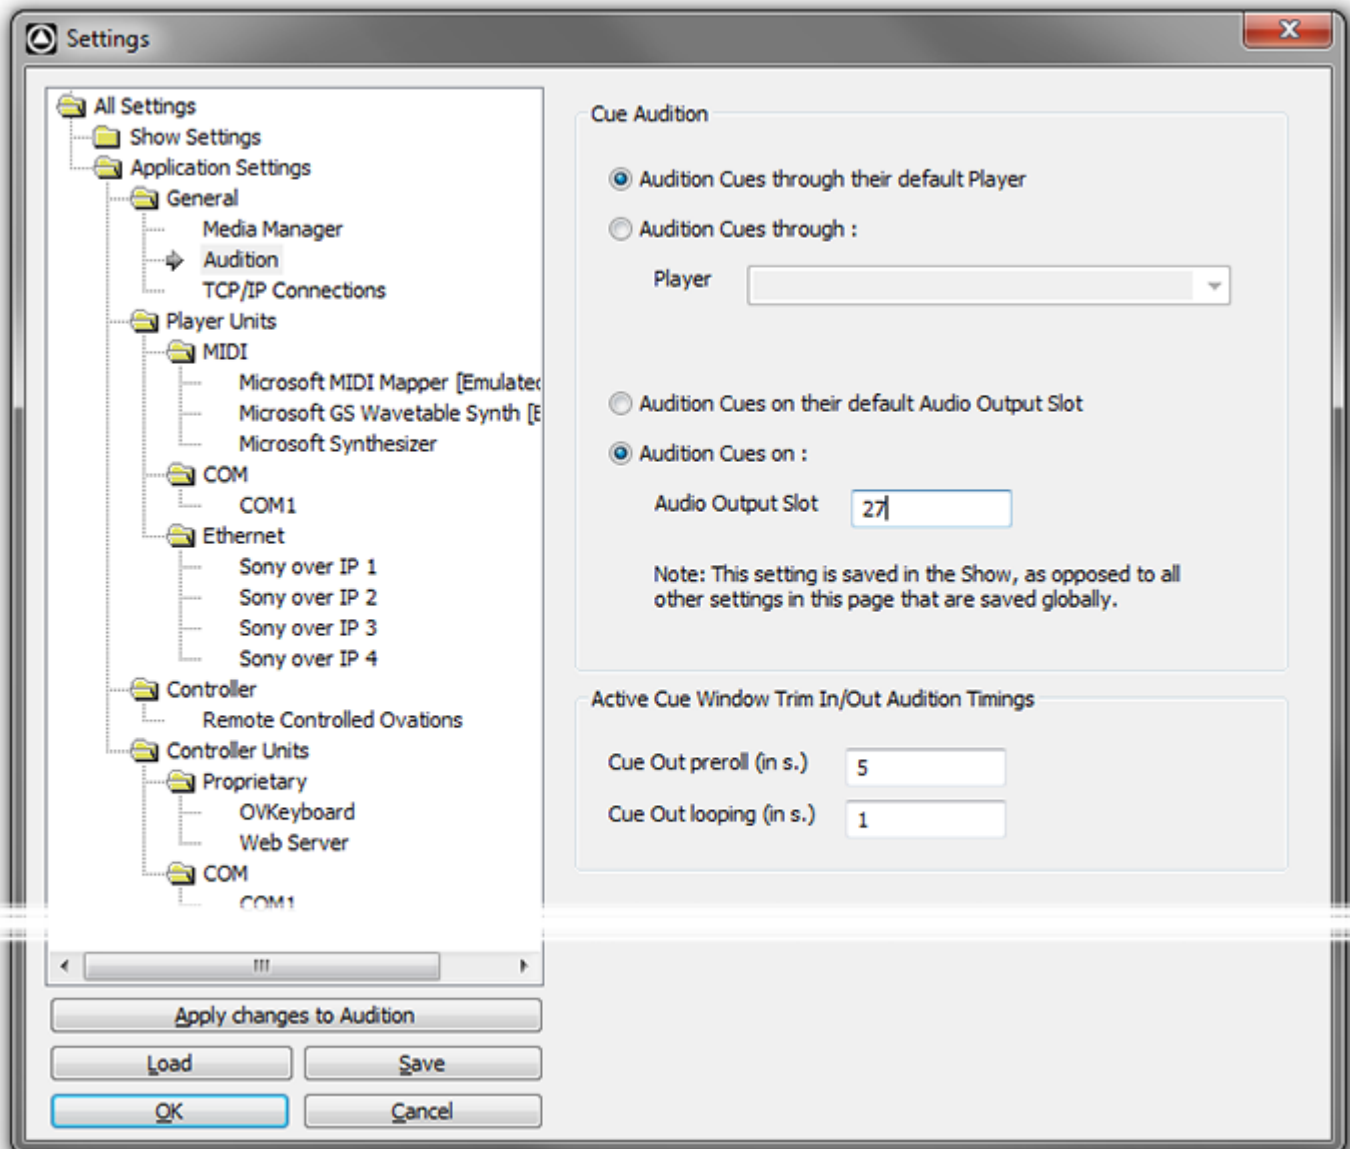 Settings
All Settings
Show Settings
Application Settings
General
Media Manager
Audition
TCP/IP Connections
Player Units
MIDI
Microsoft MIDI Mapper [Emulated
Microsoft GS Wavetable Synth [E
Microsoft Synthesizer
COM
COM1
Ethernet
Sony over IP 1
Sony over IP 2
Sony over IP 3
Sony over IP 4
Controller
Remote Controlled Ovations
Controller Units
Proprietary
OVKeyboard
Web Server
COM
COM1
Apply changes to Audition
Load
Save
OK
Cancel
Cue Audition
Audition Cues through their default Player
Audition Cues through :
Player
Audition Cues on their default Audio Output Slot
Audition Cues on :
Audio Output Slot
27
Note: This setting is saved in the Show, as opposed to all
other settings in this page that are saved globally.
Active Cue Window Trim In/Out Audition Timings
Cue Out preroll (in s.)
5
Cue Out looping (in s.)
1